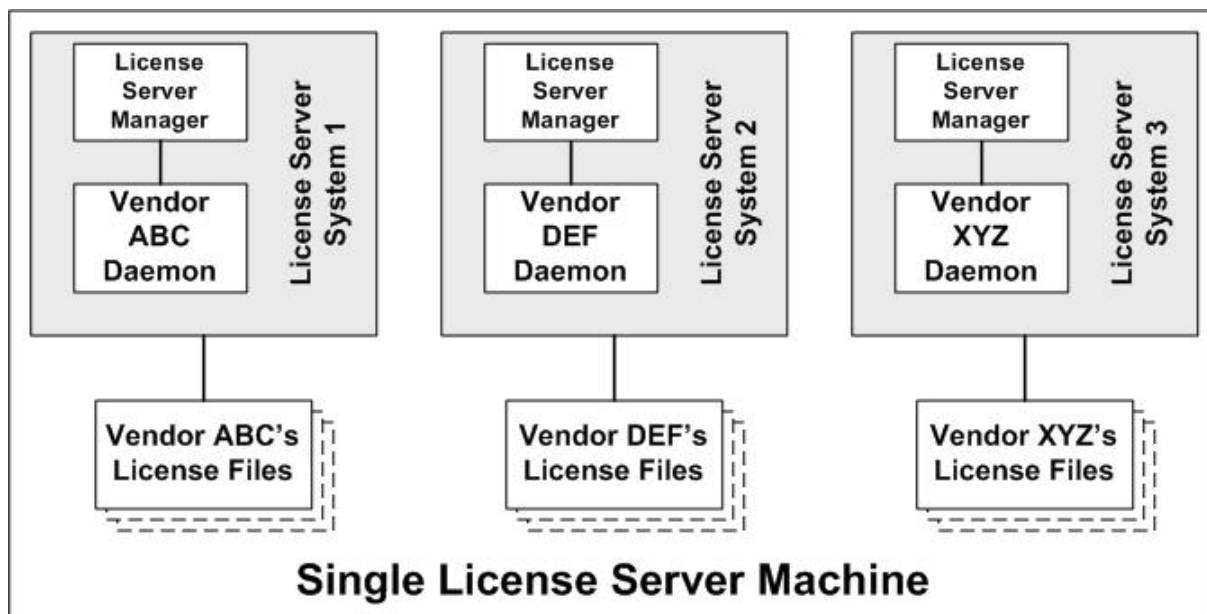 License
Server
Manager
Vendor
ABC
Daemon
License Server
System 1
Vendor ABC's
License Files
License
Server
Manager
Vendor
DEF
Daemon
License Server
System 2
Vendor DEF's
License Files
License
Server
Manager
Vendor
XYZ
Daemon
License Server
System 3
Vendor XYZ's
License Files
Single License Server Machine